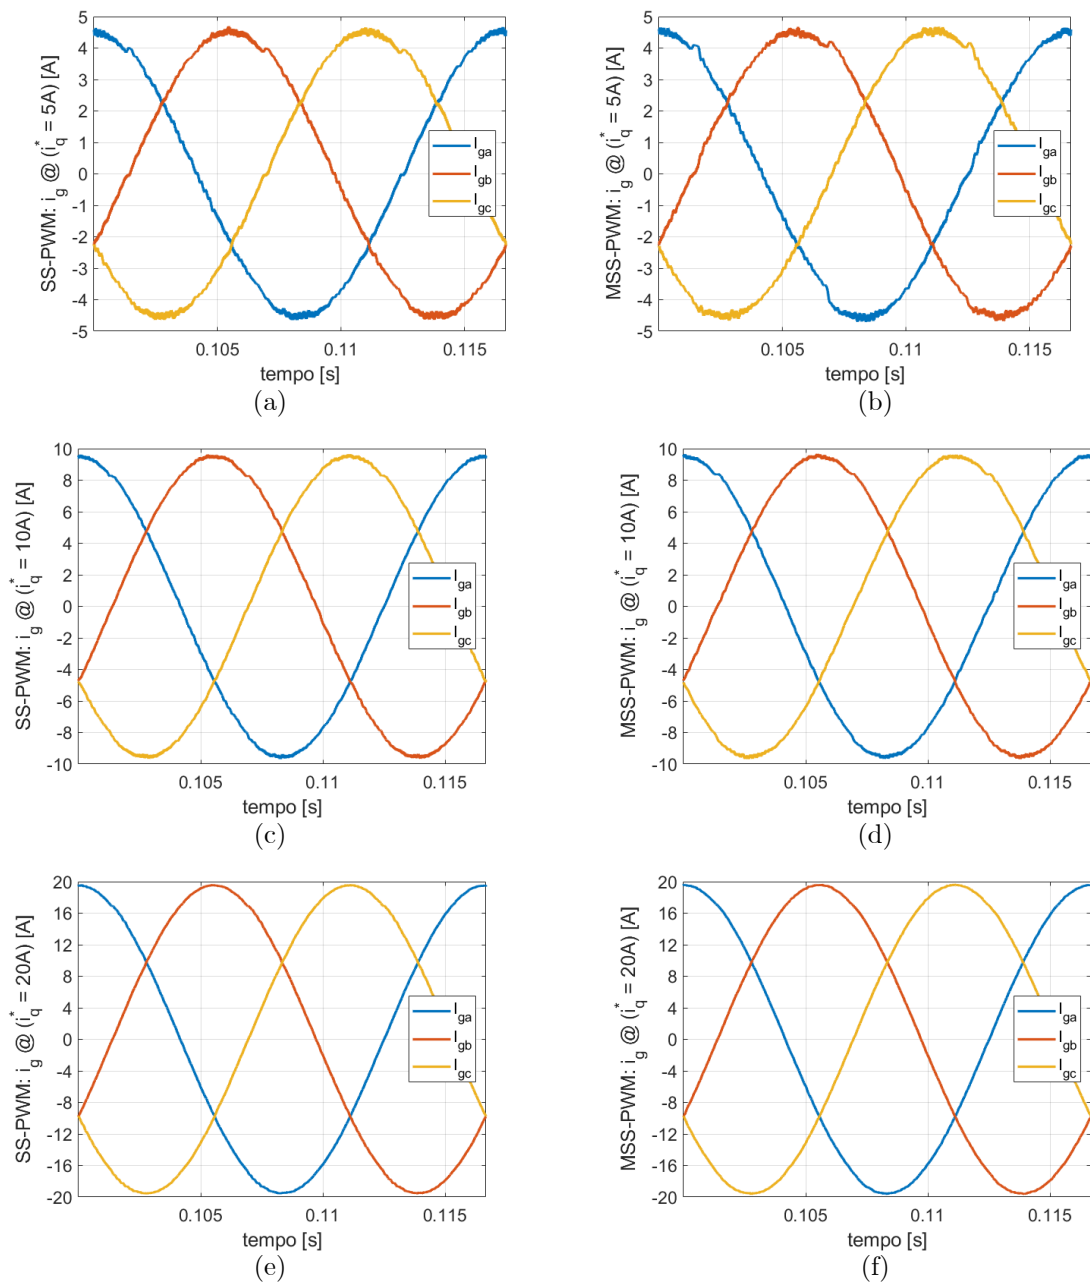 SS-PWM: i_g @ (i_q^* = 5A) [A]
5
4
3
2
1
0
-1
-2
-3
-4
-5
I_ga
I_gb
I_gc
0.105
0.11
0.115
tempo [s]
(a)
MSS-PWM: i_g @ (i_q^* = 5A) [A]
5
4
3
2
1
0
-1
-2
-3
-4
-5
I_ga
I_gb
I_gc
0.105
0.11
0.115
tempo [s]
(b)
SS-PWM: i_g @ (i_q^* = 10A) [A]
10
8
6
4
2
0
-2
-4
-6
-8
-10
I_ga
I_gb
I_gc
0.105
0.11
0.115
tempo [s]
(c)
MSS-PWM: i_g @ (i_q^* = 10A) [A]
10
8
6
4
2
0
-2
-4
-6
-8
-10
I_ga
I_gb
I_gc
0.105
0.11
0.115
tempo [s]
(d)
SS-PWM: i_g @ (i_q^* = 20A) [A]
20
16
12
8
4
0
-4
-8
-12
-16
-20
I_ga
I_gb
I_gc
0.105
0.11
0.115
tempo [s]
(e)
MSS-PWM: i_g @ (i_q^* = 20A) [A]
20
16
12
8
4
0
-4
-8
-12
-16
-20
I_ga
I_gb
I_gc
0.105
0.11
0.115
tempo [s]
(f)